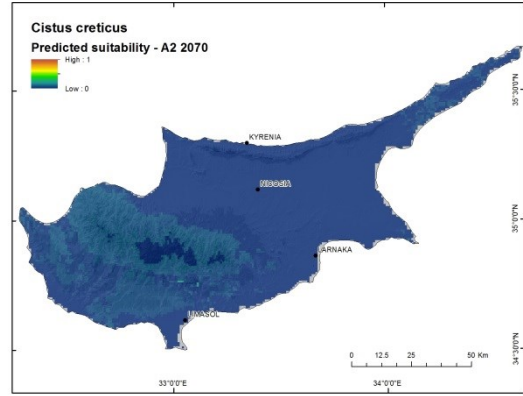 Cistus creticus
Predicted suitability - A2 2070
High : 1
Low : 0
KYRENIA
NICOSIA
ARNAKA
LIMASOL
0 12.5 25 50 Km
33°0'0"E
34°0'0"E
35°30'0"N
35°0'0"N
34°30'0"N